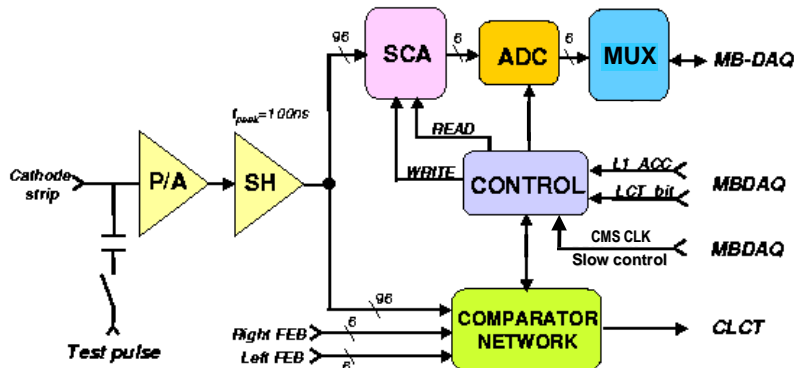 96
SCA
6
ADC
6
MUX
MB-DAQ
tpeak=100ns
READ
WRITE
CONTROL
L1_ACC
LCT_bit
MBDAQ
Cathode
strip
P/A
SH
CMS CLK
Slow control
MBDAQ
96
COMPARATOR
NETWORK
CLCT
Right FEB
6
Left FEB
6
Test pulse